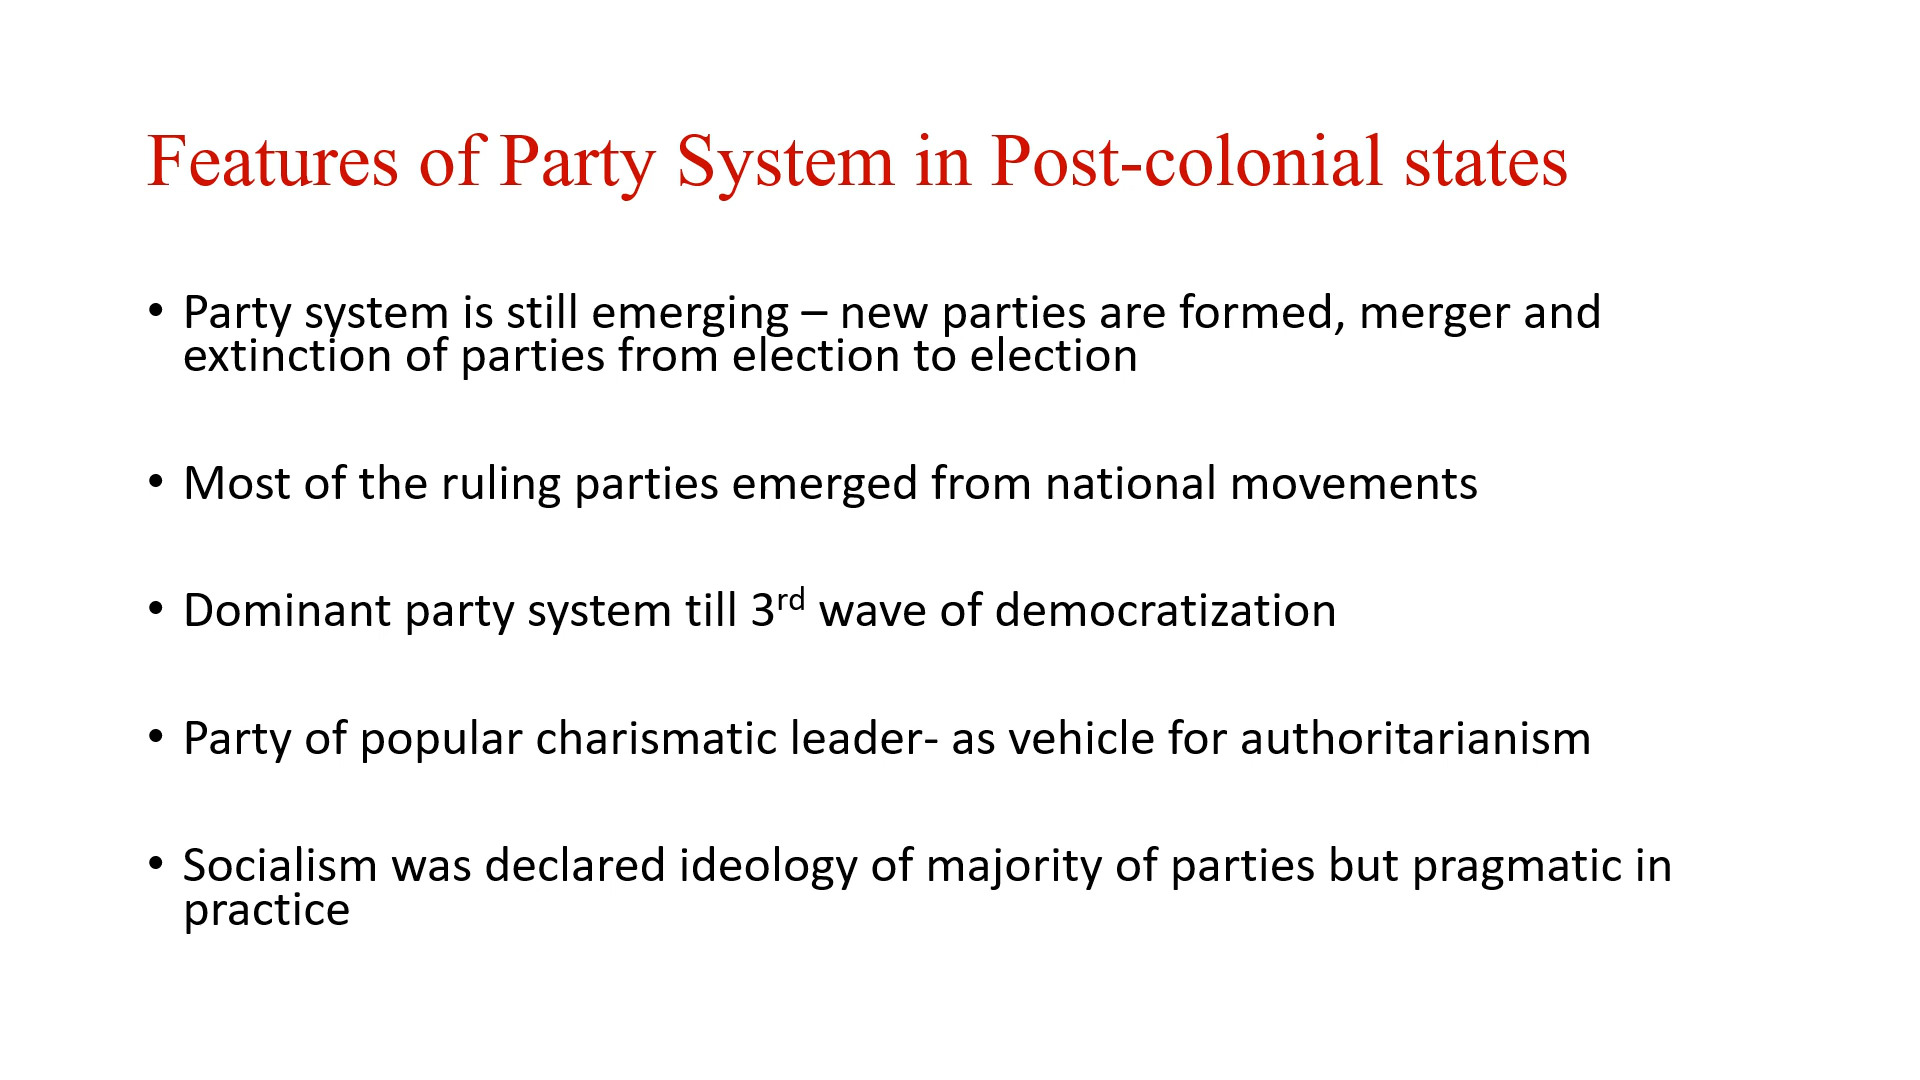 Features of Party System in Post-colonial states
• Party system is still emerging – new parties are formed, merger and
extinction of parties from election to election
• Most of the ruling parties emerged from national movements
• Dominant party system till 3rd wave of democratization
• Party of popular charismatic leader- as vehicle for authoritarianism
• Socialism was declared ideology of majority of parties but pragmatic in
practice